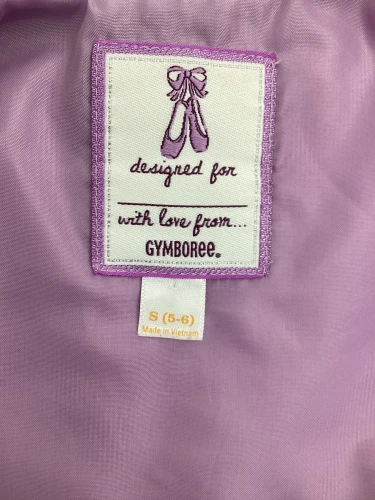 designed for
with love from...
GYMBOREE®
S (5-6)
Made in Vietnam